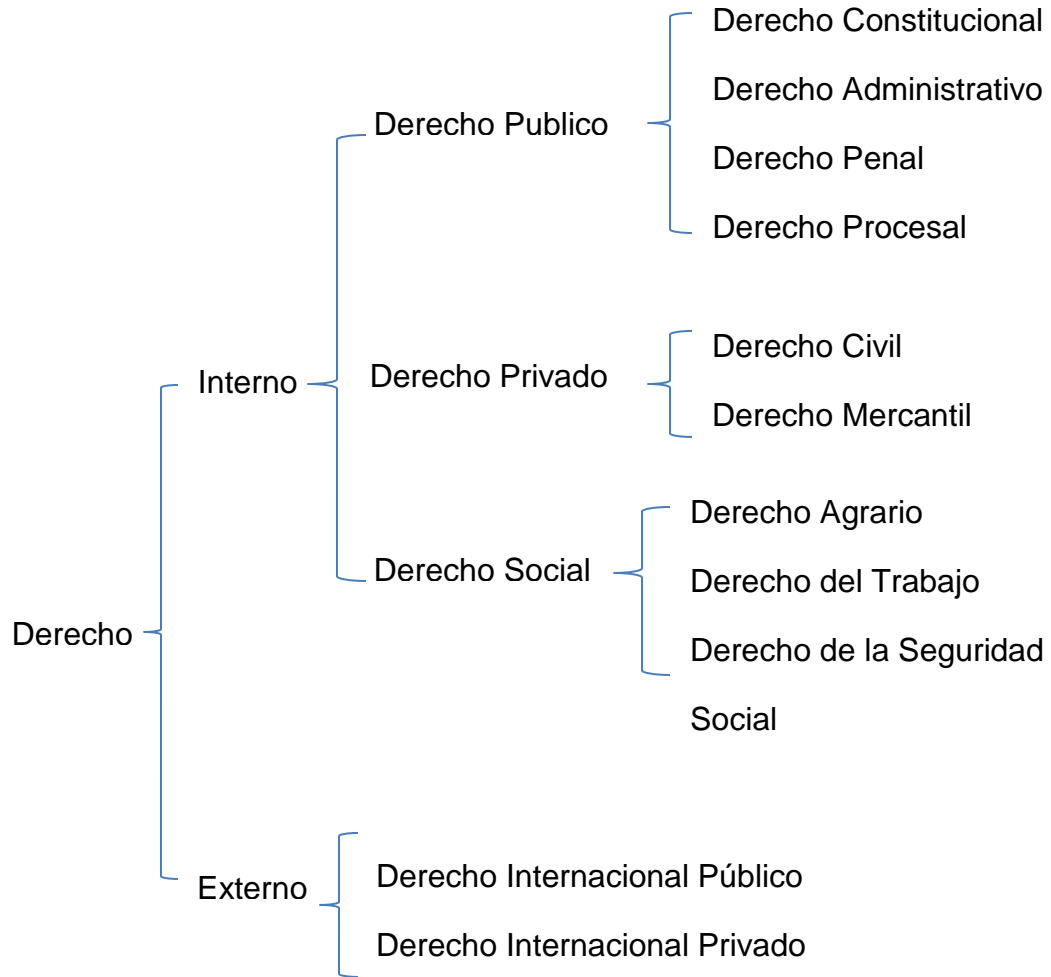 Derecho
Interno
Derecho Publico
Derecho Constitucional
Derecho Administrativo
Derecho Penal
Derecho Procesal
Derecho Privado
Derecho Civil
Derecho Mercantil
Derecho Social
Derecho Agrario
Derecho del Trabajo
Derecho de la Seguridad
Social
Externo
Derecho Internacional Público
Derecho Internacional Privado